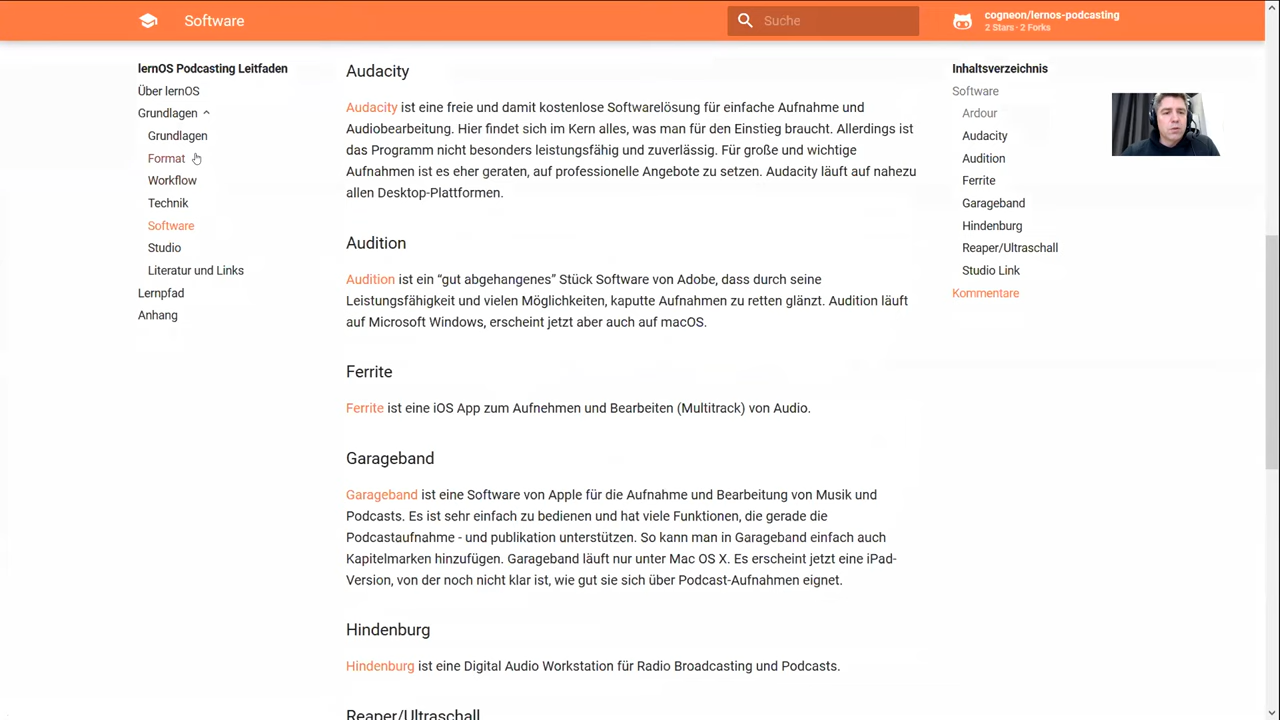 Software
Suche
cogneon/lernos-podcasting
2 Stars · 2 Forks
lernOS Podcasting Leitfaden
Über lernOS
Grundlagen
Grundlagen
Format
Workflow
Technik
Software
Studio
Literatur und Links
Lernpfad
Anhang
Audacity
Audacity ist eine freie und damit kostenlose Softwarelösung für einfache Aufnahme und
Audiobearbeitung. Hier findet sich im Kern alles, was man für den Einstieg braucht. Allerdings ist
das Programm nicht besonders leistungsfähig und zuverlässig. Für große und wichtige
Aufnahmen ist es eher geraten, auf professionelle Angebote zu setzen. Audacity läuft auf nahezu
allen Desktop-Plattformen.
Audition
Audition ist ein “gut abgehangenes” Stück Software von Adobe, dass durch seine
Leistungsfähigkeit und vielen Möglichkeiten, kaputte Aufnahmen zu retten glänzt. Audition läuft
auf Microsoft Windows, erscheint jetzt aber auch auf macOS.
Ferrite
Ferrite ist eine iOS App zum Aufnehmen und Bearbeiten (Multitrack) von Audio.
Garageband
Garageband ist eine Software von Apple für die Aufnahme und Bearbeitung von Musik und
Podcasts. Es ist sehr einfach zu bedienen und hat viele Funktionen, die gerade die
Podcastaufnahme - und publikation unterstützen. So kann man in Garageband einfach auch
Kapitelmarken hinzufügen. Garageband läuft nur unter Mac OS X. Es erscheint jetzt eine iPad-
Version, von der noch nicht klar ist, wie gut sie sich über Podcast-Aufnahmen eignet.
Hindenburg
Hindenburg ist eine Digital Audio Workstation für Radio Broadcasting und Podcasts.
Reaper/Ultraschall
Inhaltsverzeichnis
Software
Ardour
Audacity
Audition
Ferrite
Garageband
Hindenburg
Reaper/Ultraschall
Studio Link
Kommentare